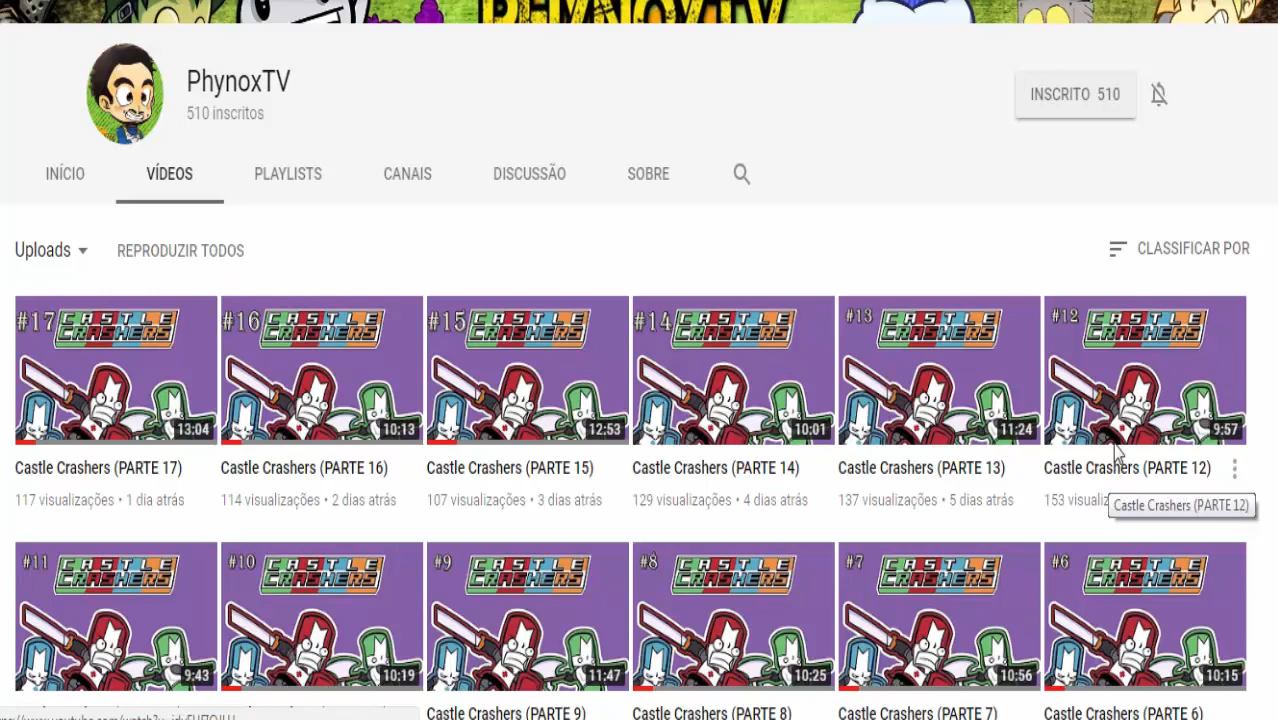 PHYNOXTV
PhynoxTV
510 inscritos
INSCRITO 510
INÍCIO VÍDEOS PLAYLISTS CANAIS DISCUSSÃO SOBRE
Uploads REPRODUZIR TODOS CLASSIFICAR POR
#17 CASTLE CRASHERS 13:04
#16 CASTLE CRASHERS 10:13
#15 CASTLE CRASHERS 12:53
#14 CASTLE CRASHERS 10:01
#13 CASTLE CRASHERS 11:24
#12 CASTLE CRASHERS 9:57
Castle Crashers (PARTE 17) Castle Crashers (PARTE 16) Castle Crashers (PARTE 15) Castle Crashers (PARTE 14) Castle Crashers (PARTE 13) Castle Crashers (PARTE 12)
117 visualizações • 1 dia atrás 114 visualizações • 2 dias atrás 107 visualizações • 3 dias atrás 129 visualizações • 4 dias atrás 137 visualizações • 5 dias atrás 153
Castle Crashers (PARTE 12)
#11 CASTLE CRASHERS 9:43
#10 CASTLE CRASHERS 10:19
#9 CASTLE CRASHERS 11:47
#8 CASTLE CRASHERS 10:25
#7 CASTLE CRASHERS 10:56
#6 CASTLE CRASHERS 10:15
Castle Crashers (PARTE 9) Castle Crashers (PARTE 8) Castle Crashers (PARTE 7) Castle Crashers (PARTE 6)